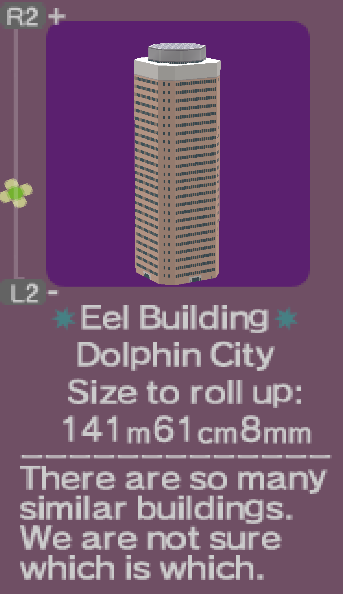 R2 +
L2 -
Eel Building
Dolphin City
Size to roll up:
141m61cm8mm
There are so many
similar buildings.
We are not sure
which is which.